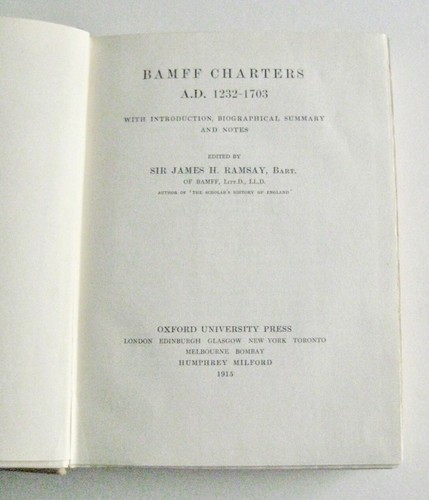 BAMFF CHARTERS
A.D. 1232-1703
WITH INTRODUCTION, BIOGRAPHICAL SUMMARY
AND NOTES
EDITED BY
SIR JAMES H. RAMSAY, BART.
OF BAMFF, LITT.D., LL.D.
AUTHOR OF 'THE SCHOLAR'S HISTORY OF ENGLAND'
OXFORD UNIVERSITY PRESS
LONDON EDINBURGH GLASGOW NEW YORK TORONTO
MELBOURNE BOMBAY
HUMPHREY MILFORD
1915